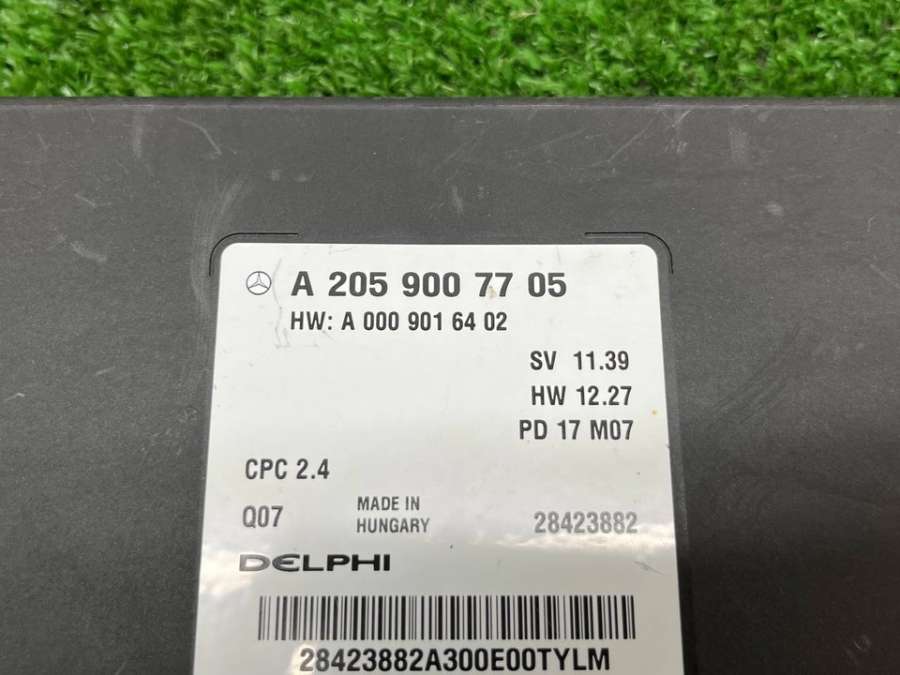 A 205 900 77 05
HW: A 000 901 64 02
SV 11.39
HW 12.27
PD 17 M07
CPC 2.4
Q07
MADE IN
HUNGARY
28423882
DELPHI
28423882A300E00TYLM